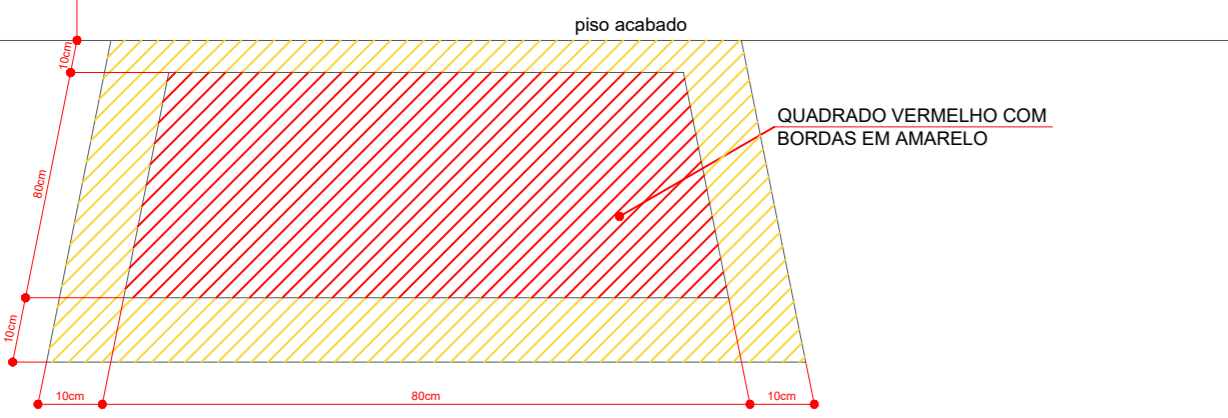 piso acabado
10cm
QUADRADO VERMELHO COM
BORDAS EM AMARELO
80cm
10cm
10cm
80cm
10cm